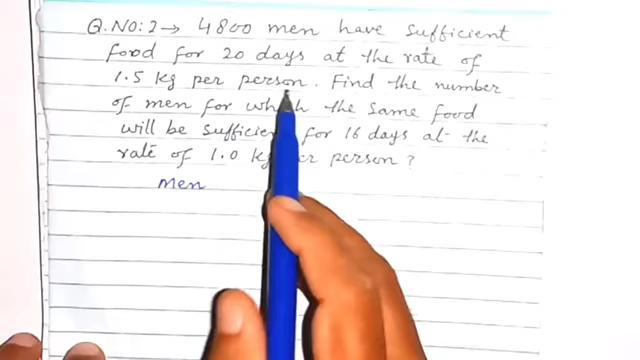 Q.NO:2→ 4800 men have sufficient
food for 20 days at the rate of
1.5 kg per person. Find the number
of men for the same food
will be for 16 days at the
rate of 1.0 person?
men